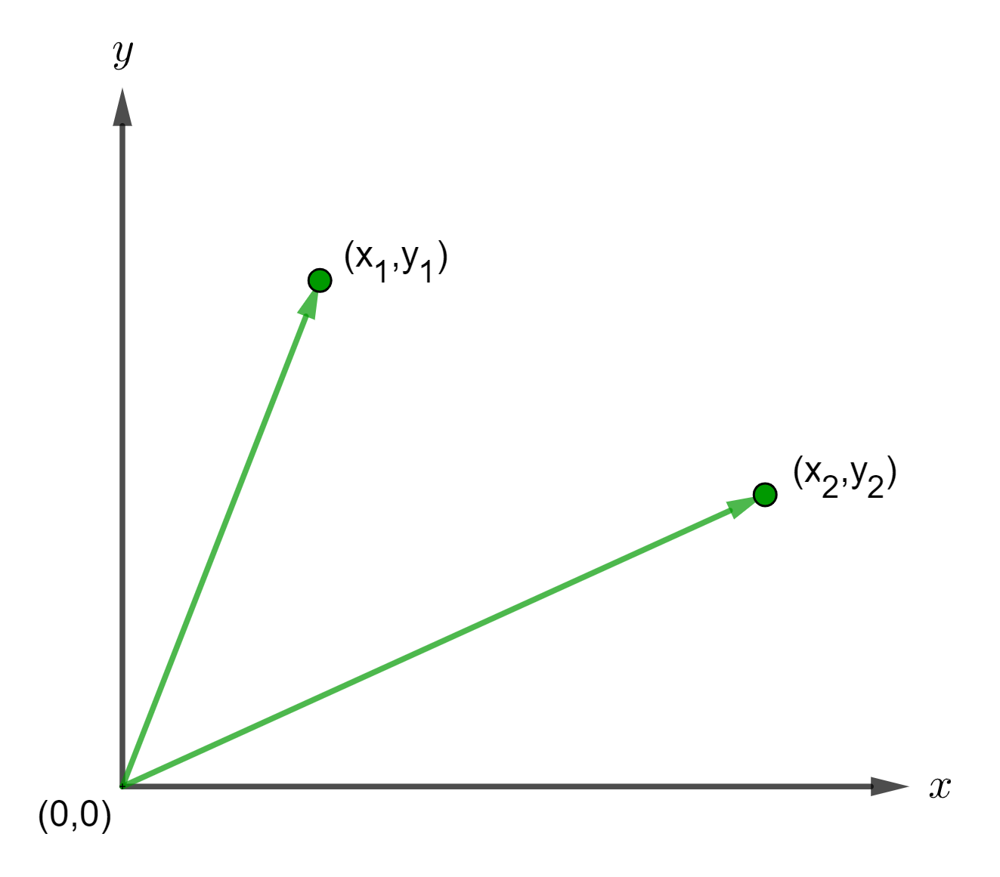 y
(x₁,y₁)
(x₂,y₂)
x
(0,0)